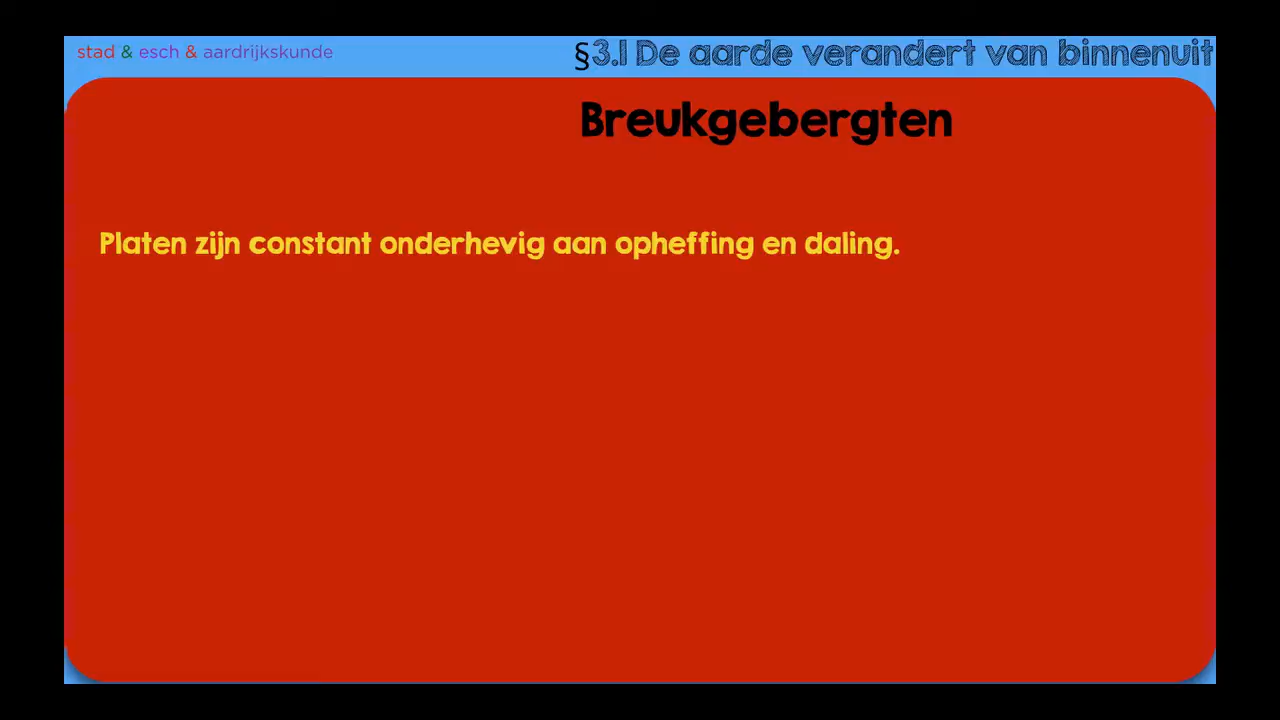 stad & esch & aardrijkskunde
§3.1 De aarde verandert van binnenuit
Breukgebergten
Platen zijn constant onderhevig aan opheffing en daling.